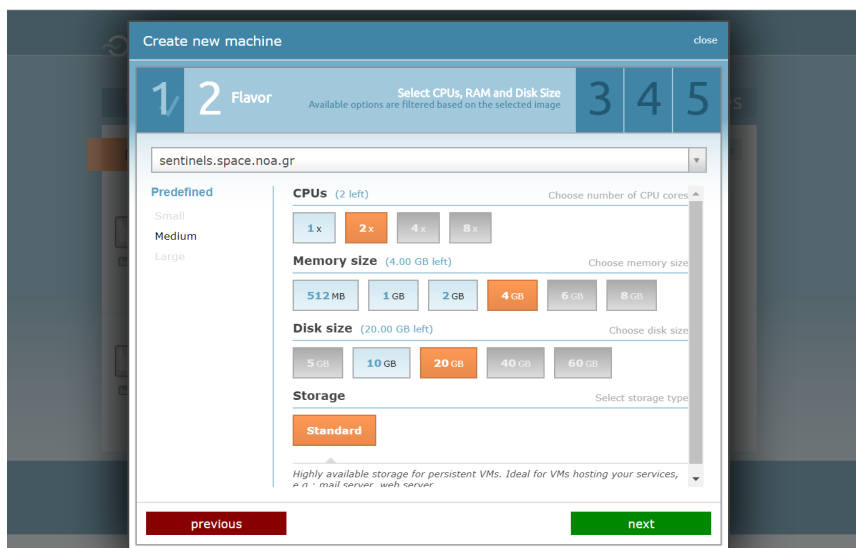 Create new machine close
1 2 Flavor Select CPUs, RAM and Disk Size 3 4 5
Available options are filtered based on the selected image
sentinels.space.noa.gr
Predefined
Small
Medium
Large
CPUs (2 left) Choose number of CPU cores
1 x 2 x 4 x 8 x
Memory size (4.00 GB left) Choose memory size
512 MB 1 GB 2 GB 4 GB 6 GB 8 GB
Disk size (20.00 GB left) Choose disk size
5 GB 10 GB 20 GB 40 GB 60 GB
Storage Select storage type
Standard
Highly available storage for persistent VMs. Ideal for VMs hosting your services,
e.g.: mail server, web server
previous next